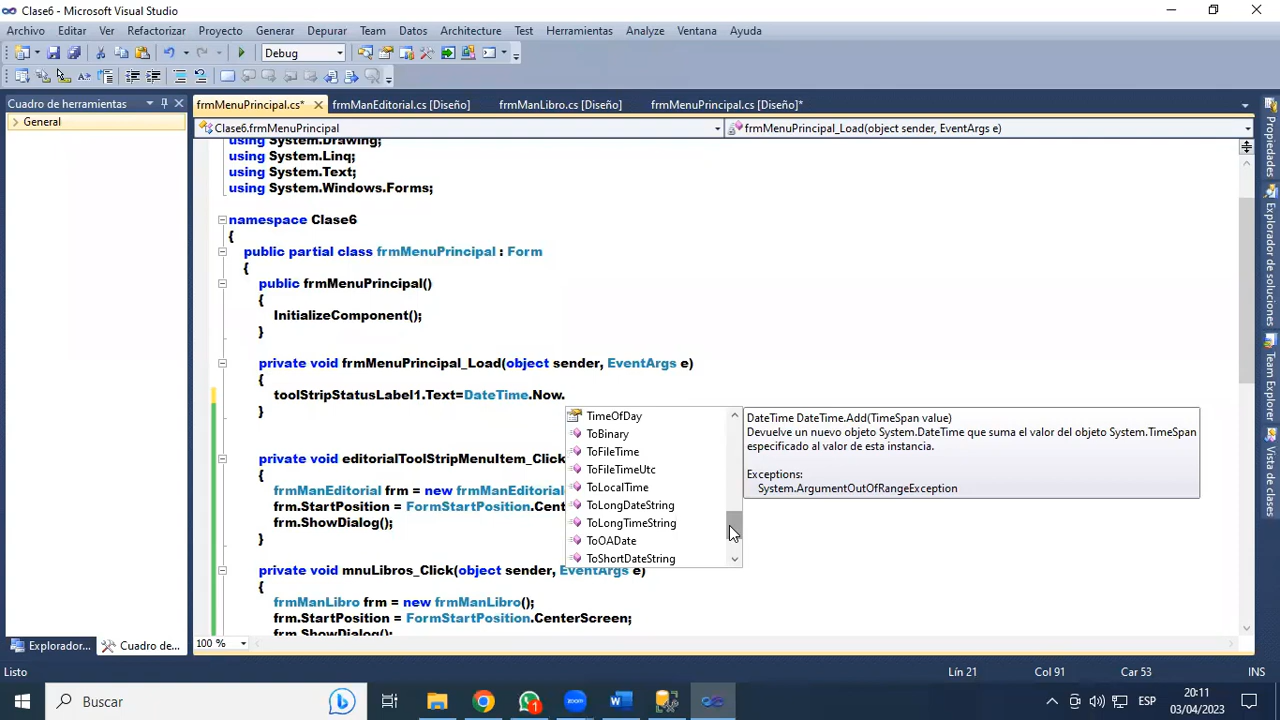 Clase6 - Microsoft Visual Studio
Archivo Editar Ver Refactorizar Proyecto Generar Depurar Team Datos Architecture Test Herramientas Analyze Ventana Ayuda
Debug
Cuadro de herramientas
General
frmMenuPrincipal.cs* frmManEditorial.cs [Diseño] frmManLibro.cs [Diseño] frmMenuPrincipal.cs [Diseño]*
Clase6.frmMenuPrincipal frmMenuPrincipal_Load(object sender, EventArgs e)
using System.Drawing;
using System.Linq;
using System.Text;
using System.Windows.Forms;
namespace Clase6
{
public partial class frmMenuPrincipal : Form
{
public frmMenuPrincipal()
{
InitializeComponent();
}
private void frmMenuPrincipal_Load(object sender, EventArgs e)
{
toolStripStatusLabel1.Text=DateTime.Now.
}
private void editorialToolStripMenuItem_Click
{
frmManEditorial frm = new frmManEditorial
frm.StartPosition = FormStartPosition.Cent
frm.ShowDialog();
}
private void mnuLibros_Click(object sender, EventArgs e)
{
frmManLibro frm = new frmManLibro();
frm.StartPosition = FormStartPosition.CenterScreen;
frm.ShowDialog();
TimeOfDay
ToBinary
ToFileTime
ToFileTimeUtc
ToLocalTime
ToLongDateString
ToLongTimeString
ToOADate
ToShortDateString
DateTime DateTime.Add(TimeSpan value)
Devuelve un nuevo objeto System.DateTime que suma el valor del objeto System.TimeSpan
especificado al valor de esta instancia.
Exceptions:
System.ArgumentOutOfRangeException
Propiedades
Explorador de soluciones
Team Explorer
Vista de clases
Explorador... Cuadro de...
100 %
Listo Lín 21 Col 91 Car 53 INS
Buscar
1
zoom
ESP
20:11
03/04/2023